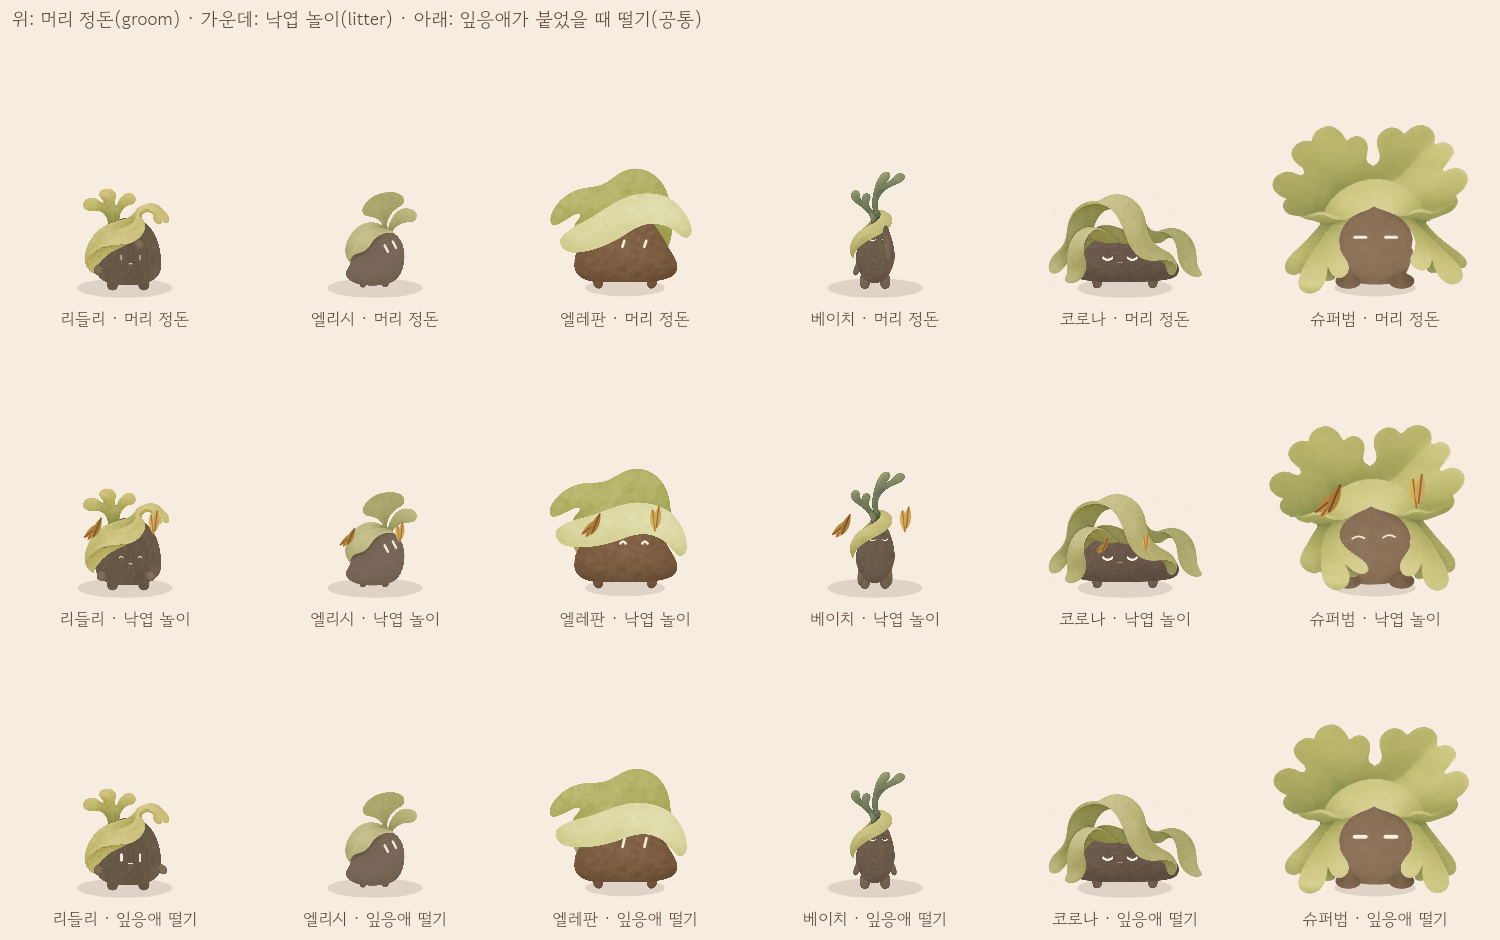 위: 머리 정돈(groom) · 가운데: 낙엽 놀이(litter) · 아래: 잎응애가 붙었을 때 떨기(공통)
리들리 · 머리 정돈
엘리시 · 머리 정돈
엘레판 · 머리 정돈
베이치 · 머리 정돈
코로나 · 머리 정돈
슈퍼범 · 머리 정돈
리들리 · 낙엽 놀이
엘리시 · 낙엽 놀이
엘레판 · 낙엽 놀이
베이치 · 낙엽 놀이
코로나 · 낙엽 놀이
슈퍼범 · 낙엽 놀이
리들리 · 잎응애 떨기
엘리시 · 잎응애 떨기
엘레판 · 잎응애 떨기
베이치 · 잎응애 떨기
코로나 · 잎응애 떨기
슈퍼범 · 잎응애 떨기